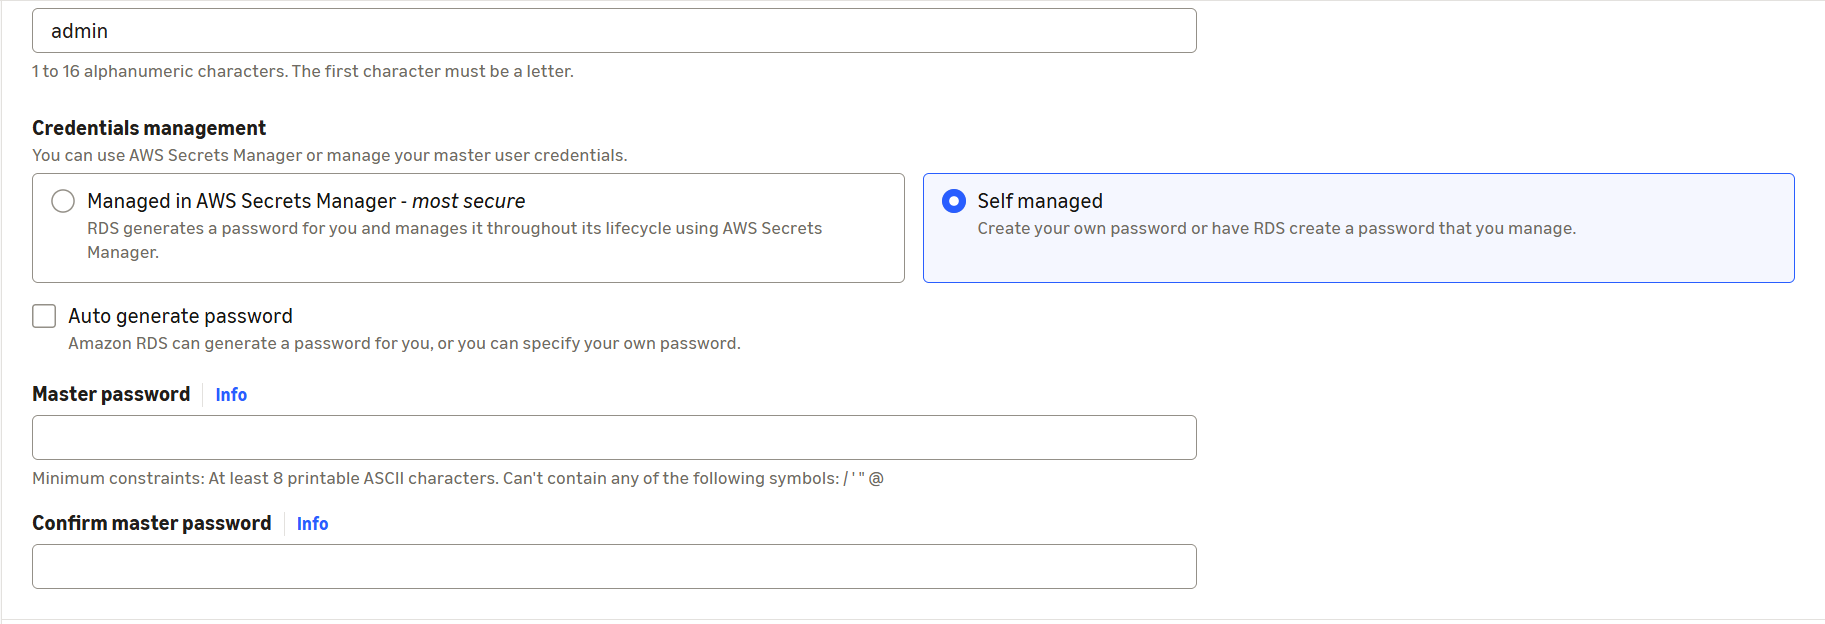 admin
1 to 16 alphanumeric characters. The first character must be a letter.
Credentials management
You can use AWS Secrets Manager or manage your master user credentials.
Managed in AWS Secrets Manager - most secure
RDS generates a password for you and manages it throughout its lifecycle using AWS Secrets
Manager.
Self managed
Create your own password or have RDS create a password that you manage.
Auto generate password
Amazon RDS can generate a password for you, or you can specify your own password.
Master password Info
Minimum constraints: At least 8 printable ASCII characters. Can't contain any of the following symbols: / ' " @
Confirm master password Info